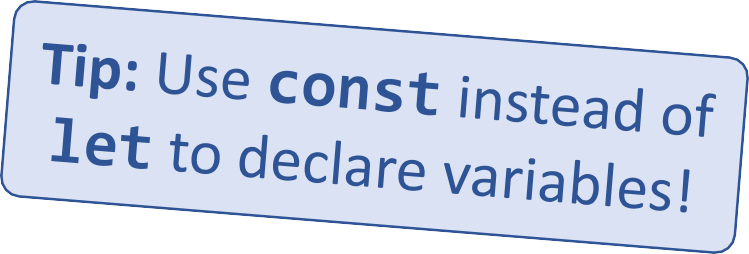 Tip: Use const instead of
let to declare variables!